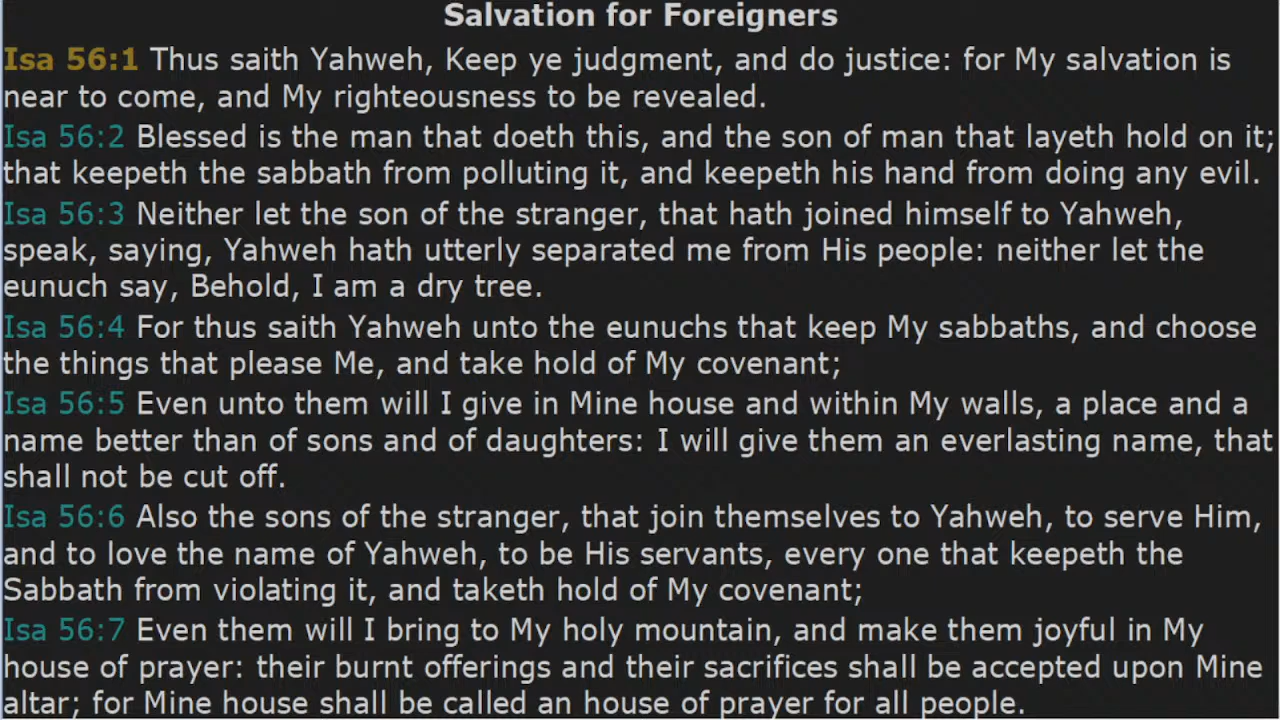 Salvation for Foreigners
Isa 56:1 Thus saith Yahweh, Keep ye judgment, and do justice: for My salvation is
near to come, and My righteousness to be revealed.
Isa 56:2 Blessed is the man that doeth this, and the son of man that layeth hold on it;
that keepeth the sabbath from polluting it, and keepeth his hand from doing any evil.
Isa 56:3 Neither let the son of the stranger, that hath joined himself to Yahweh,
speak, saying, Yahweh hath utterly separated me from His people: neither let the
eunuch say, Behold, I am a dry tree.
Isa 56:4 For thus saith Yahweh unto the eunuchs that keep My sabbaths, and choose
the things that please Me, and take hold of My covenant;
Isa 56:5 Even unto them will I give in Mine house and within My walls, a place and a
name better than of sons and of daughters: I will give them an everlasting name, that
shall not be cut off.
Isa 56:6 Also the sons of the stranger, that join themselves to Yahweh, to serve Him,
and to love the name of Yahweh, to be His servants, every one that keepeth the
Sabbath from violating it, and taketh hold of My covenant;
Isa 56:7 Even them will I bring to My holy mountain, and make them joyful in My
house of prayer: their burnt offerings and their sacrifices shall be accepted upon Mine
altar; for Mine house shall be called an house of prayer for all people.